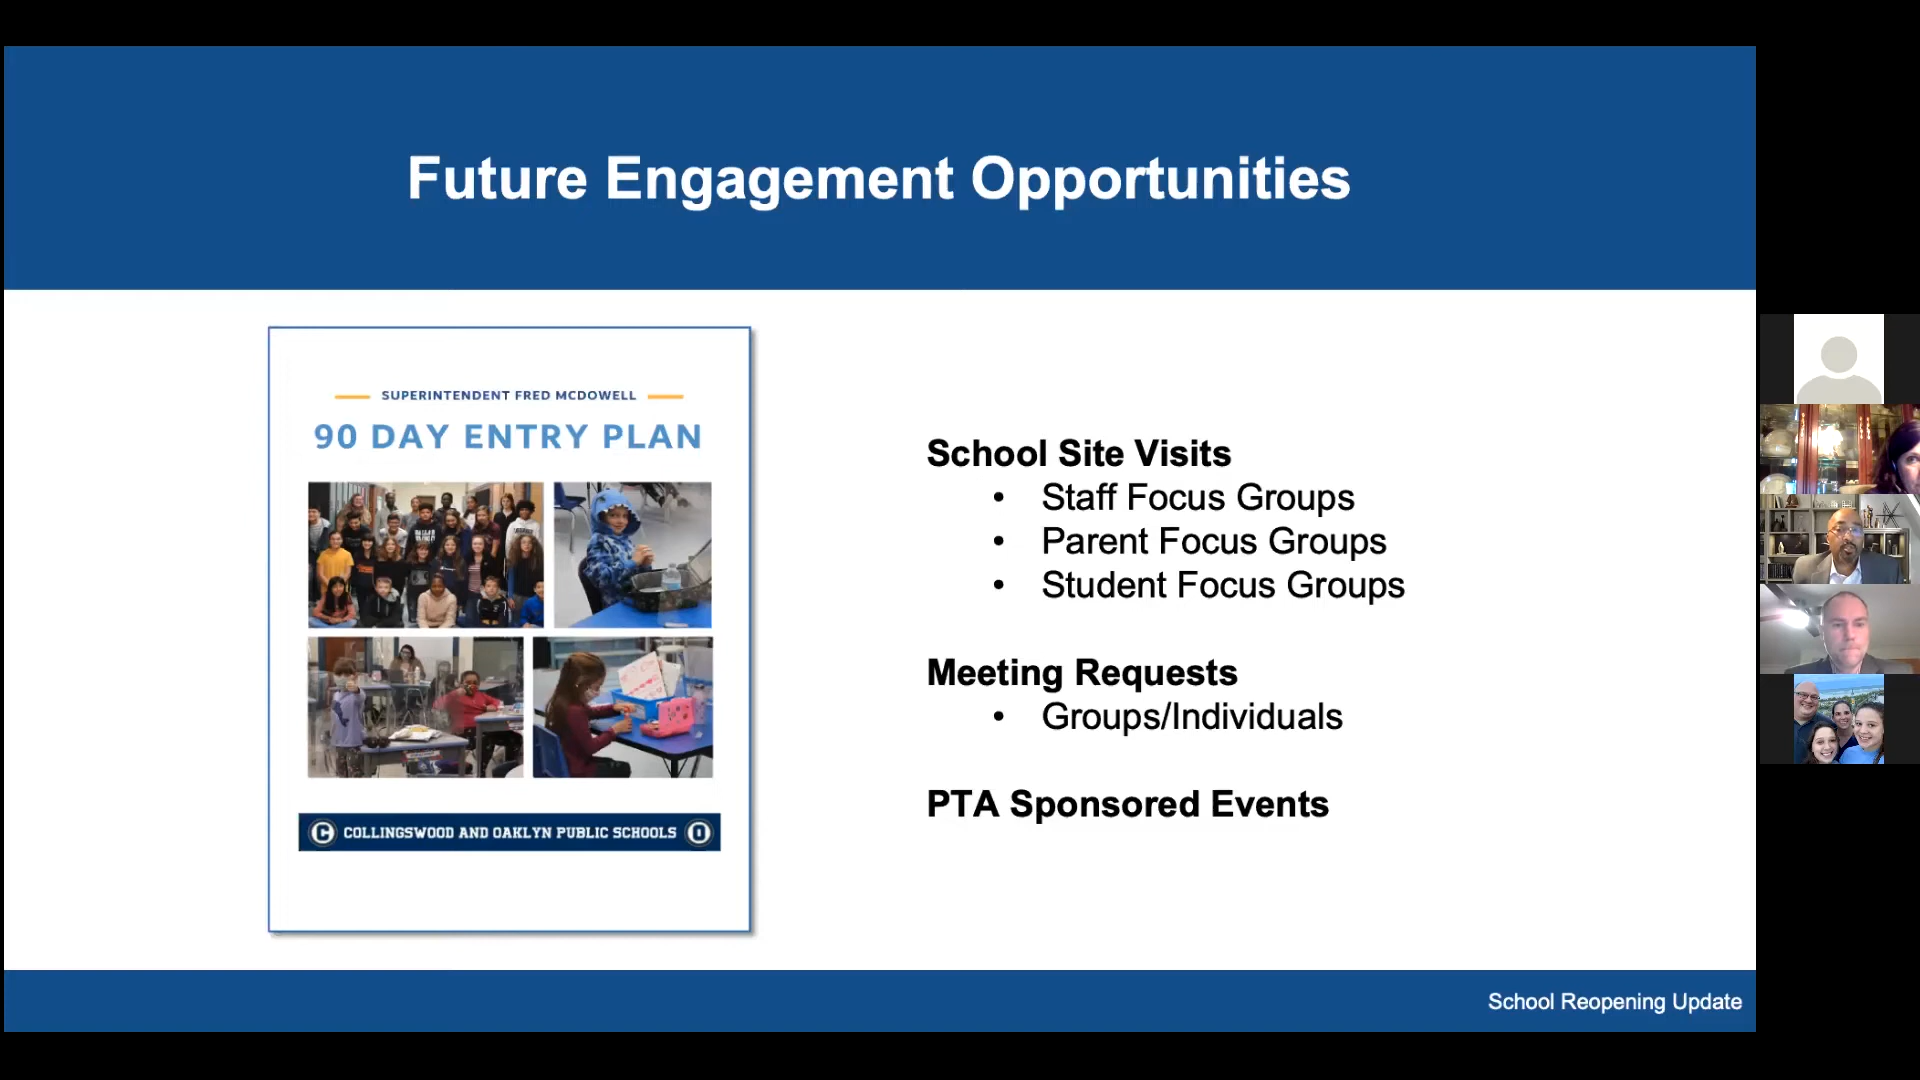 Future Engagement Opportunities
SUPERINTENDENT FRED MCDOWELL
90 DAY ENTRY PLAN
C COLLINGSWOOD AND OAKLYN PUBLIC SCHOOLS O
School Site Visits
• Staff Focus Groups
• Parent Focus Groups
• Student Focus Groups
Meeting Requests
• Groups/Individuals
PTA Sponsored Events
School Reopening Update